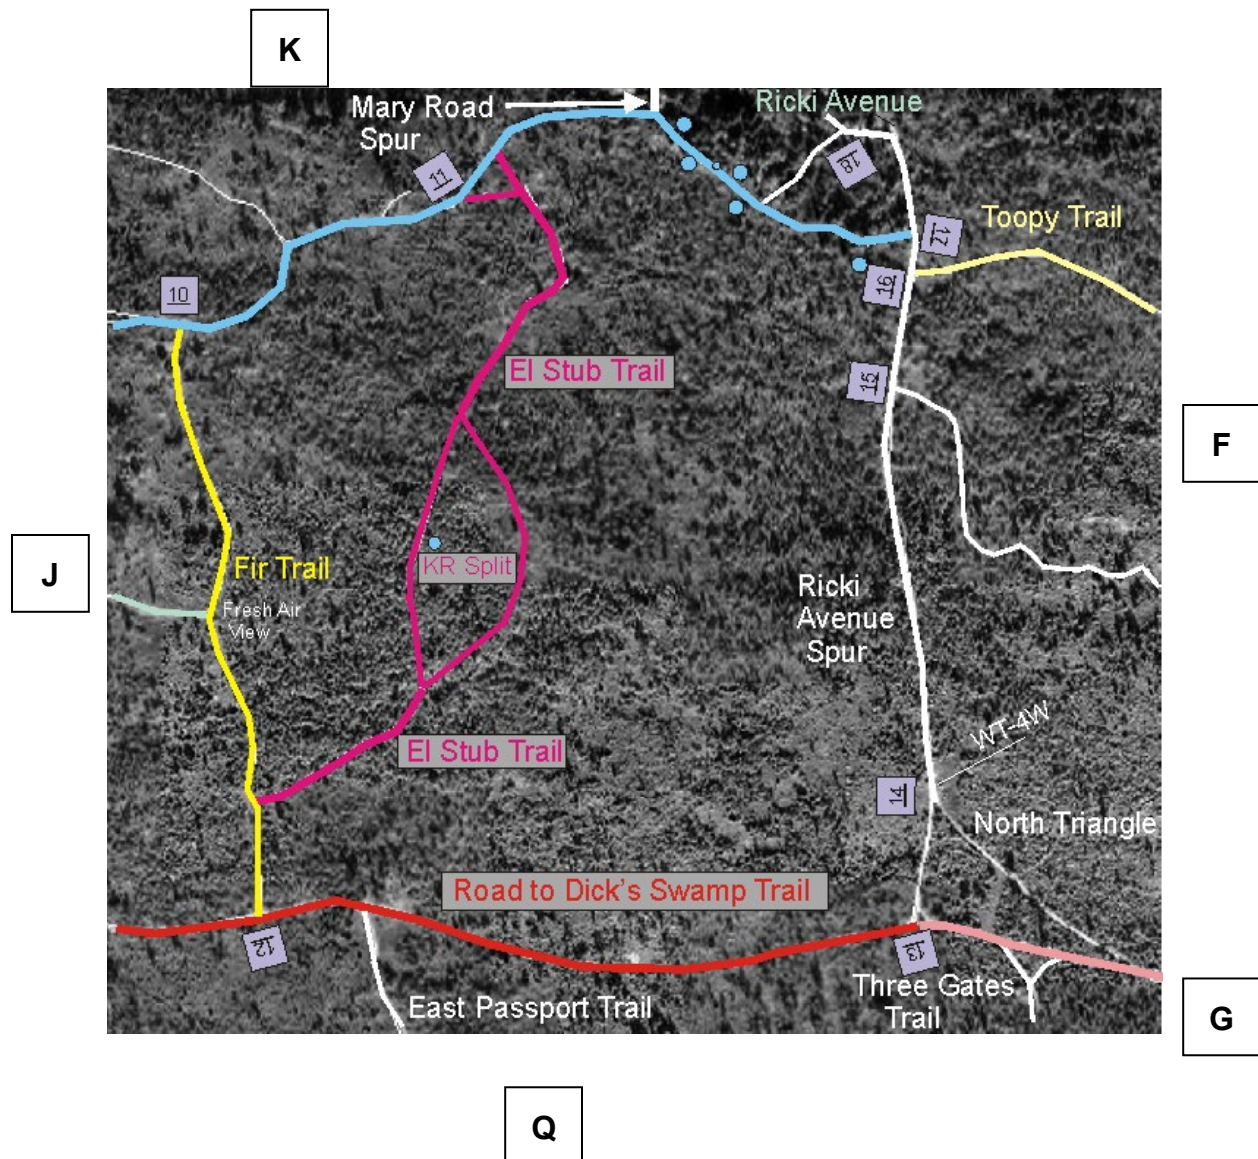 K
Mary Road
Spur
Ricki Avenue
11
18
Toopy Trail
17
10
16
El Stub Trail
15
F
J
Fir Trail
KR Split
Fresh Air
View
Ricki
Avenue
Spur
WT-4W
El Stub Trail
14
North Triangle
Road to Dick's Swamp Trail
12
13
Three Gates
Trail
East Passport Trail
G
Q